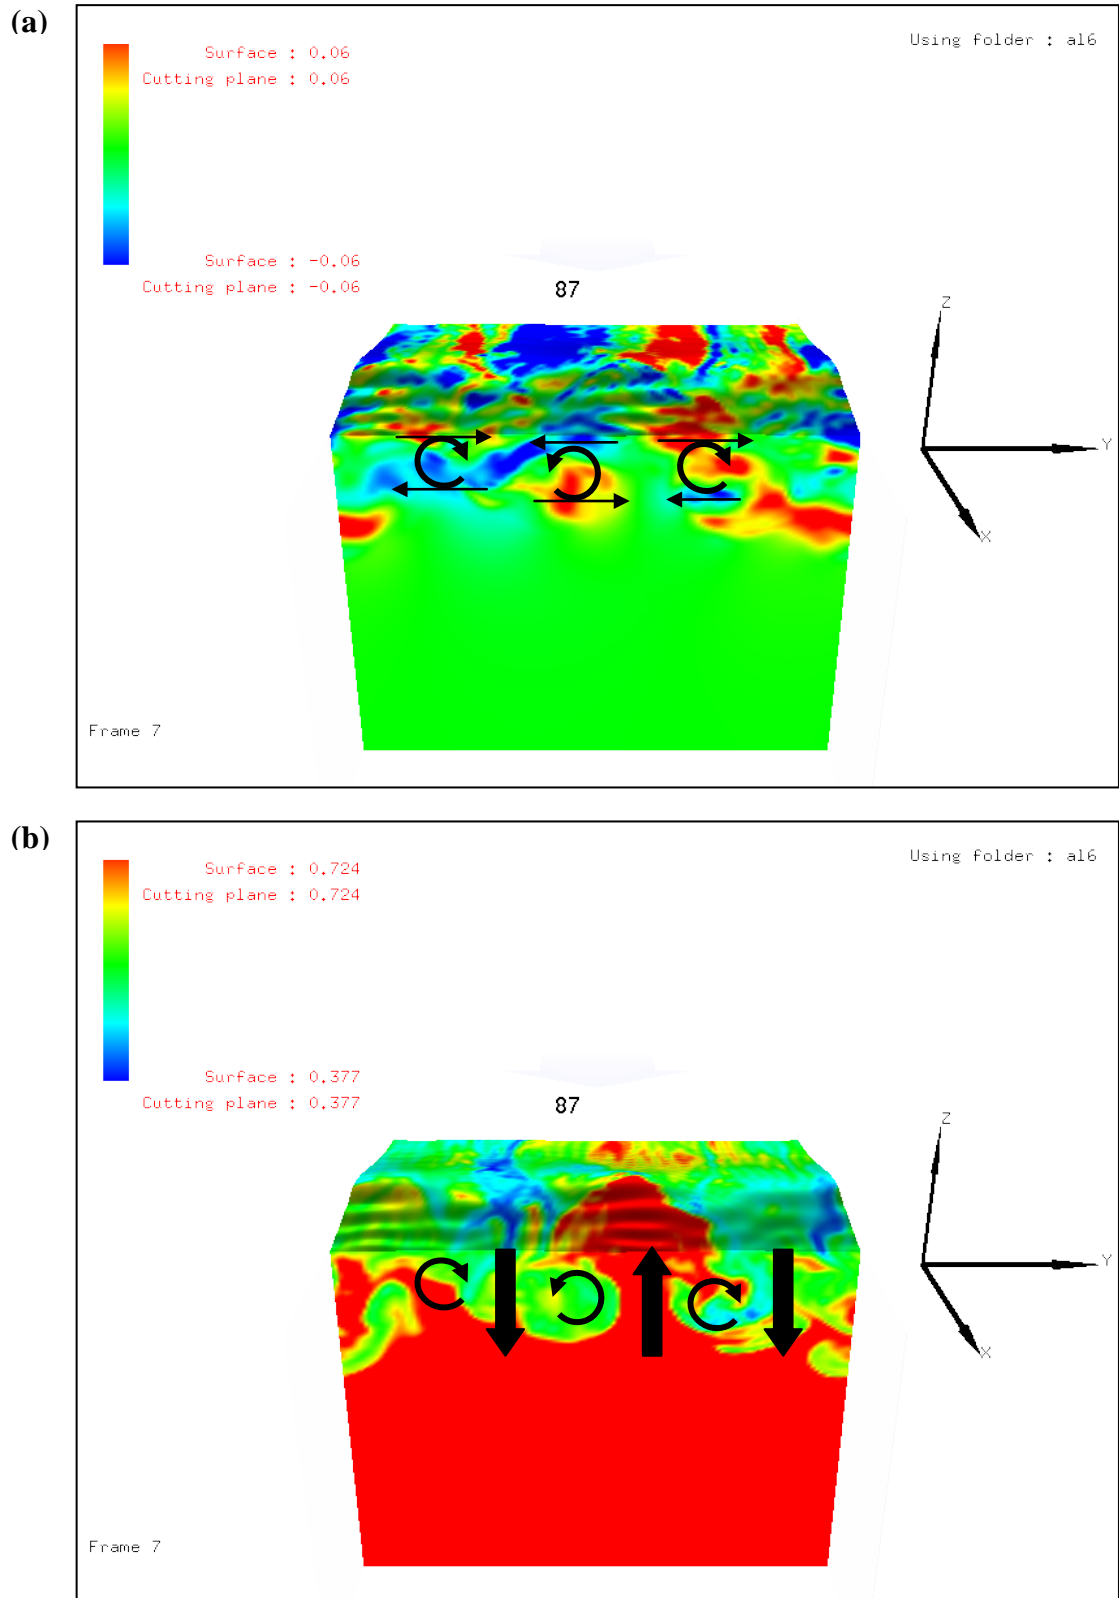 (a)
Surface : 0.06
Cutting plane : 0.06
Using folder : a16
Surface : -0.06
Cutting plane : -0.06
87
Z
Y
X
Frame 7
(b)
Surface : 0.724
Cutting plane : 0.724
Using folder : a16
Surface : 0.377
Cutting plane : 0.377
87
Z
Y
X
Frame 7